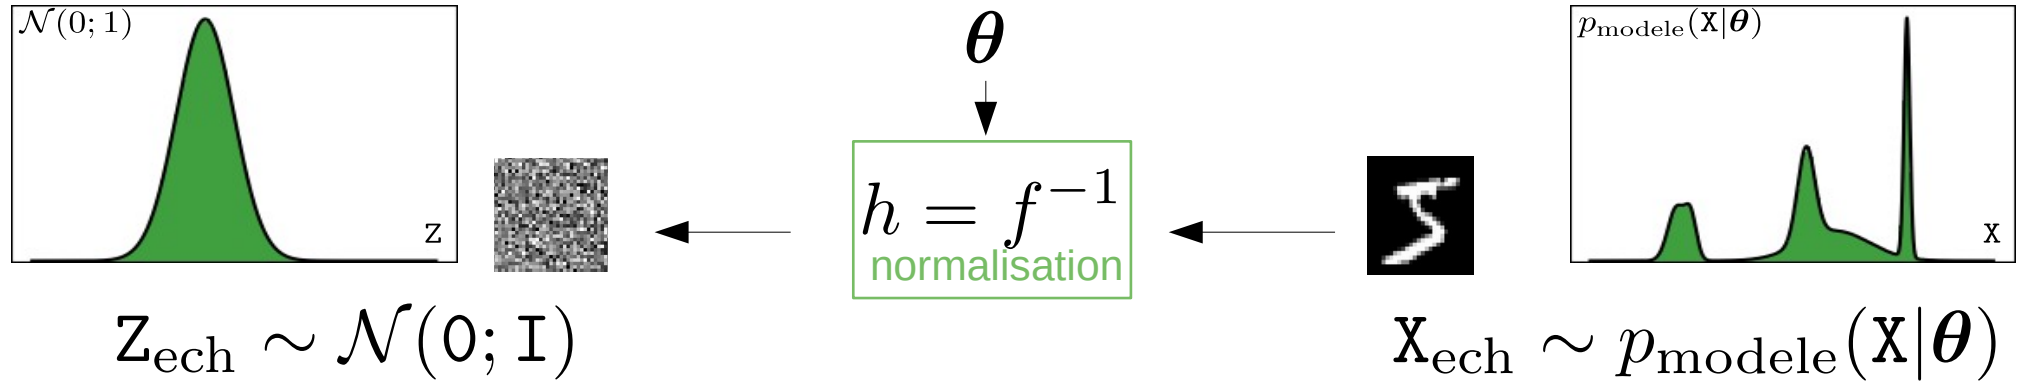 𝒩(0; 1)
Z
Z_ech ∼ 𝒩(0; I)
θ
h = f⁻¹
normalisation
p_modele(X|θ)
X
X_ech ∼ p_modele(X|θ)